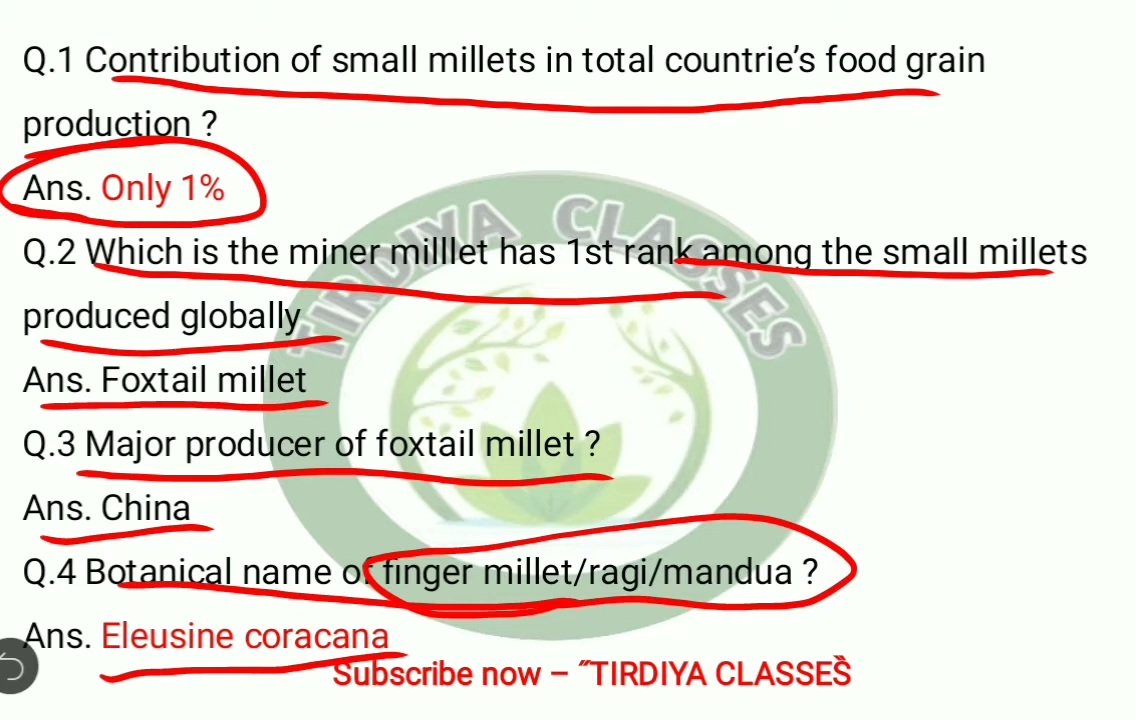 Q.1 Contribution of small millets in total countrie’s food grain
production ?
Ans. Only 1%
TIRDIYA CLASSES
Q.2 Which is the miner milllet has 1st rank among the small millets
produced globally
Ans. Foxtail millet
Q.3 Major producer of foxtail millet ?
Ans. China
Q.4 Botanical name of finger millet/ragi/mandua ?
Ans. Eleusine coracana
Subscribe now – ˝TIRDIYA CLASSES̏